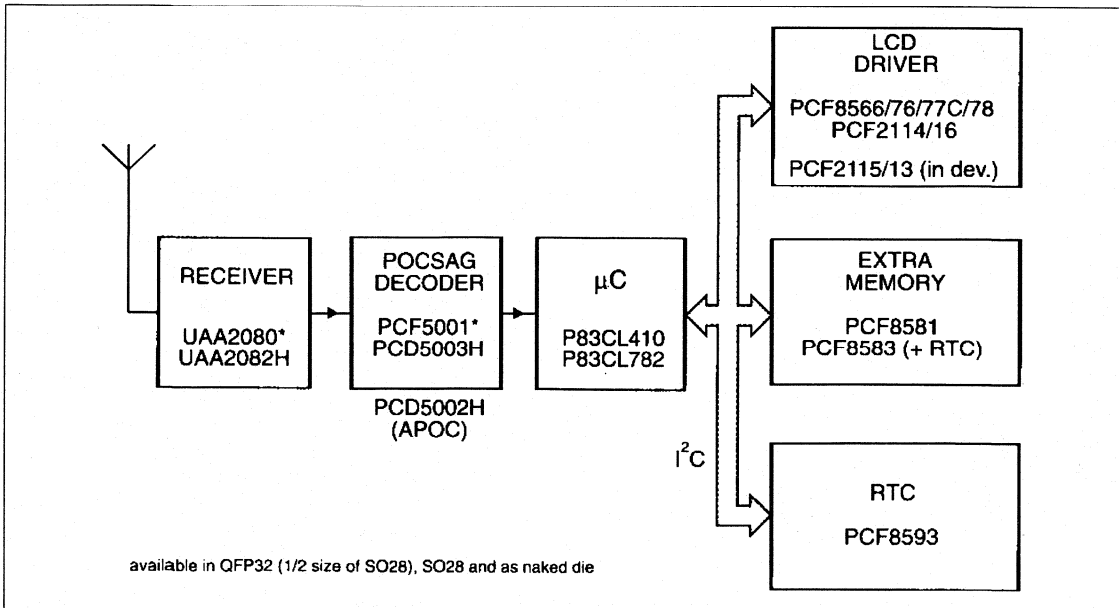 RECEIVER
UAA2080*
UAA2082H
POCSAG
DECODER
PCF5001*
PCD5003H
PCD5002H
(APOC)
μC
P83CL410
P83CL782
I²C
LCD
DRIVER
PCF8566/76/77C/78
PCF2114/16
PCF2115/13 (in dev.)
EXTRA
MEMORY
PCF8581
PCF8583 (+ RTC)
RTC
PCF8593
available in QFP32 (1/2 size of SO28), SO28 and as naked die